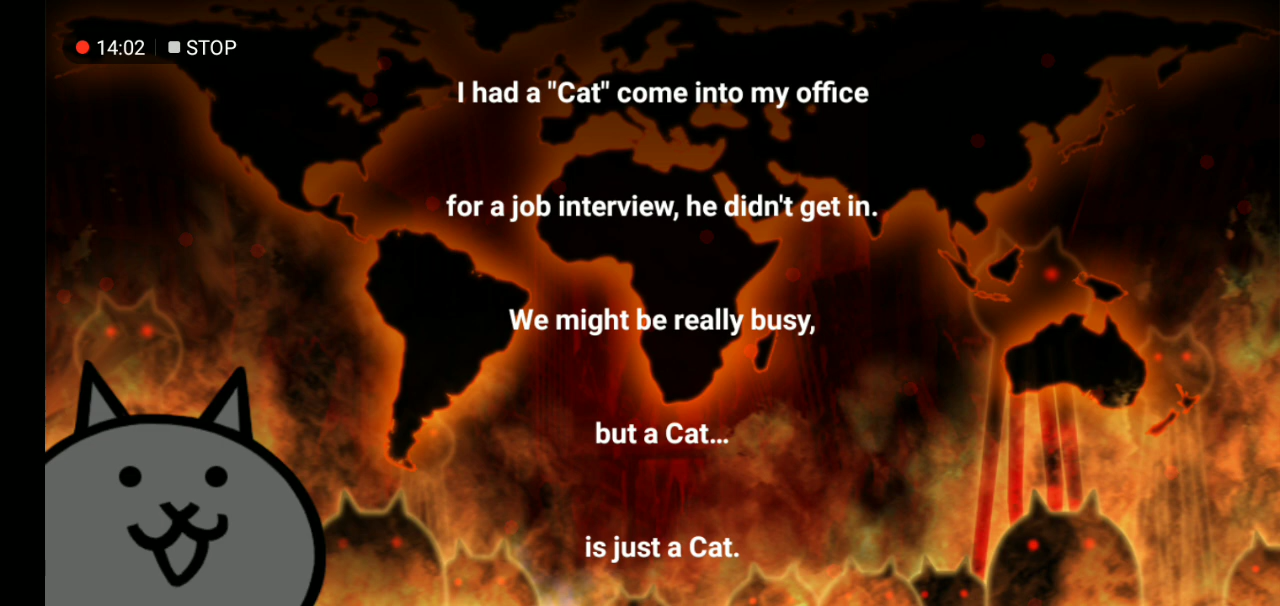 14:02 STOP
I had a "Cat" come into my office
for a job interview, he didn't get in.
We might be really busy,
but a Cat...
is just a Cat.